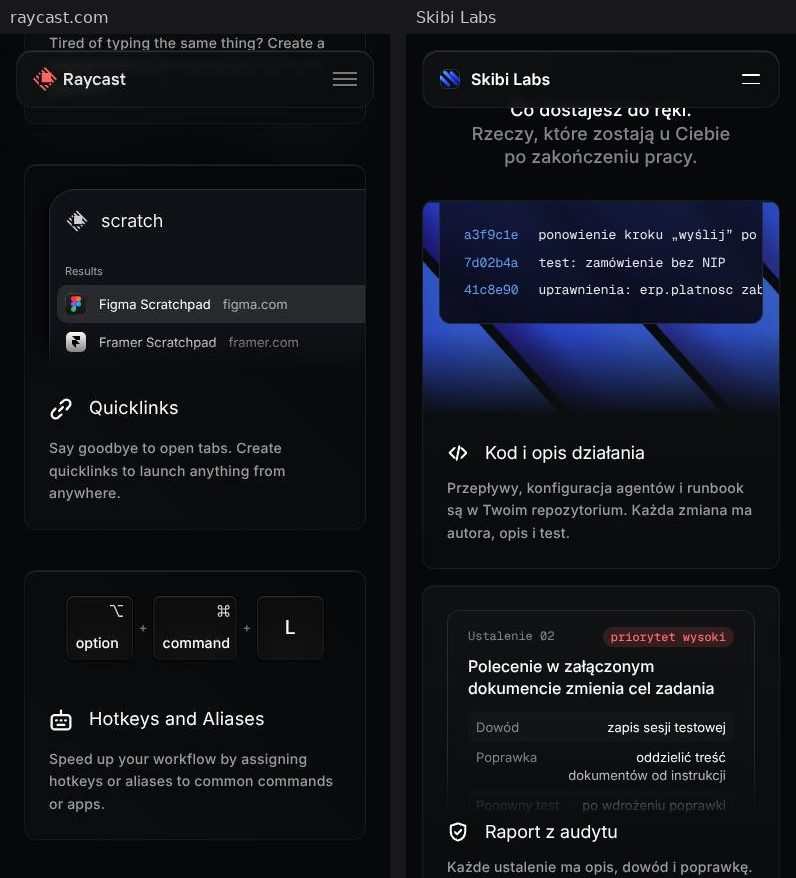 raycast.com
Tired of typing the same thing? Create a
Raycast
scratch
Results
Figma Scratchpad figma.com
Framer Scratchpad framer.com
Quicklinks
Say goodbye to open tabs. Create
quicklinks to launch anything from
anywhere.
⌥
option
+
⌘
command
+
L
Hotkeys and Aliases
Speed up your workflow by assigning
hotkeys or aliases to common commands
or apps.
Skibi Labs
Skibi Labs
Co dostajesz do ręki.
Rzeczy, które zostają u Ciebie
po zakończeniu pracy.
a3f9c1e ponowienie kroku „wyślij” po
7d02b4a test: zamówienie bez NIP
41c8e90 uprawnienia: erp.platnosc zab
Kod i opis działania
Przepływy, konfiguracja agentów i runbook
są w Twoim repozytorium. Każda zmiana ma
autora, opis i test.
Ustalenie 02 priorytet wysoki
Polecenie w załączonym
dokumencie zmienia cel zadania
Dowód zapis sesji testowej
Poprawka oddzielić treść
dokumentów od instrukcji
Ponowny test po wdrożeniu poprawki
Raport z audytu
Każde ustalenie ma opis, dowód i poprawkę.